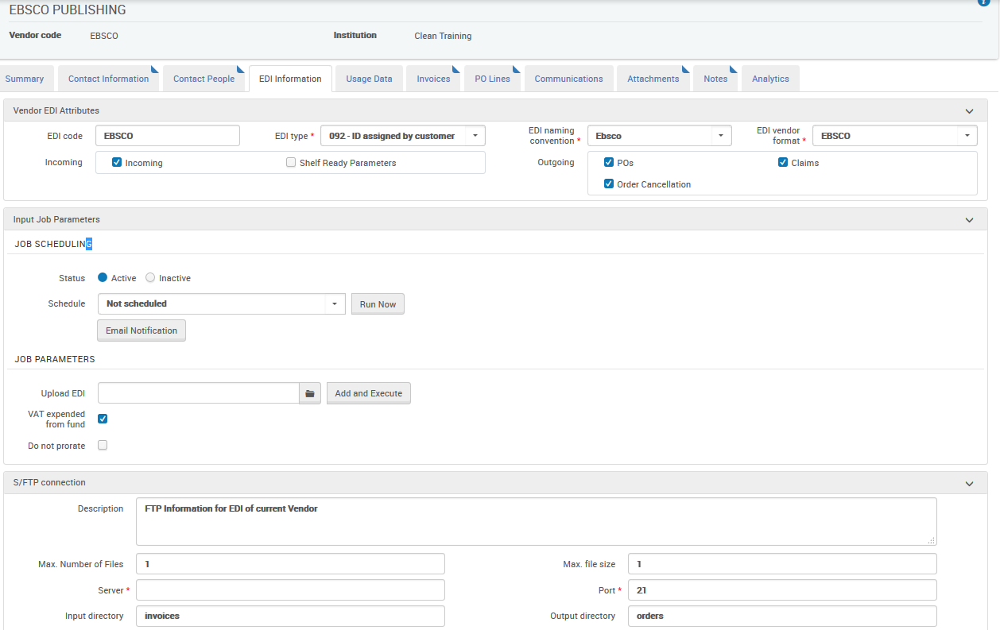 EBSCO PUBLISHING
Vendor code EBSCO Institution Clean Training
Summary Contact Information Contact People EDI Information Usage Data Invoices PO Lines Communications Attachments Notes Analytics
Vendor EDI Attributes
EDI code EBSCO EDI type * 092 - ID assigned by customer EDI naming convention * Ebsco EDI vendor format * EBSCO
Incoming Incoming Shelf Ready Parameters Outgoing POs Claims
Order Cancellation
Input Job Parameters
JOB SCHEDULING
Status Active Inactive
Schedule Not scheduled Run Now
Email Notification
JOB PARAMETERS
Upload EDI Add and Execute
VAT expended
from fund
Do not prorate
S/FTP connection
Description FTP Information for EDI of current Vendor
Max. Number of Files 1 Max. file size 1
Server * Port * 21
Input directory invoices Output directory orders